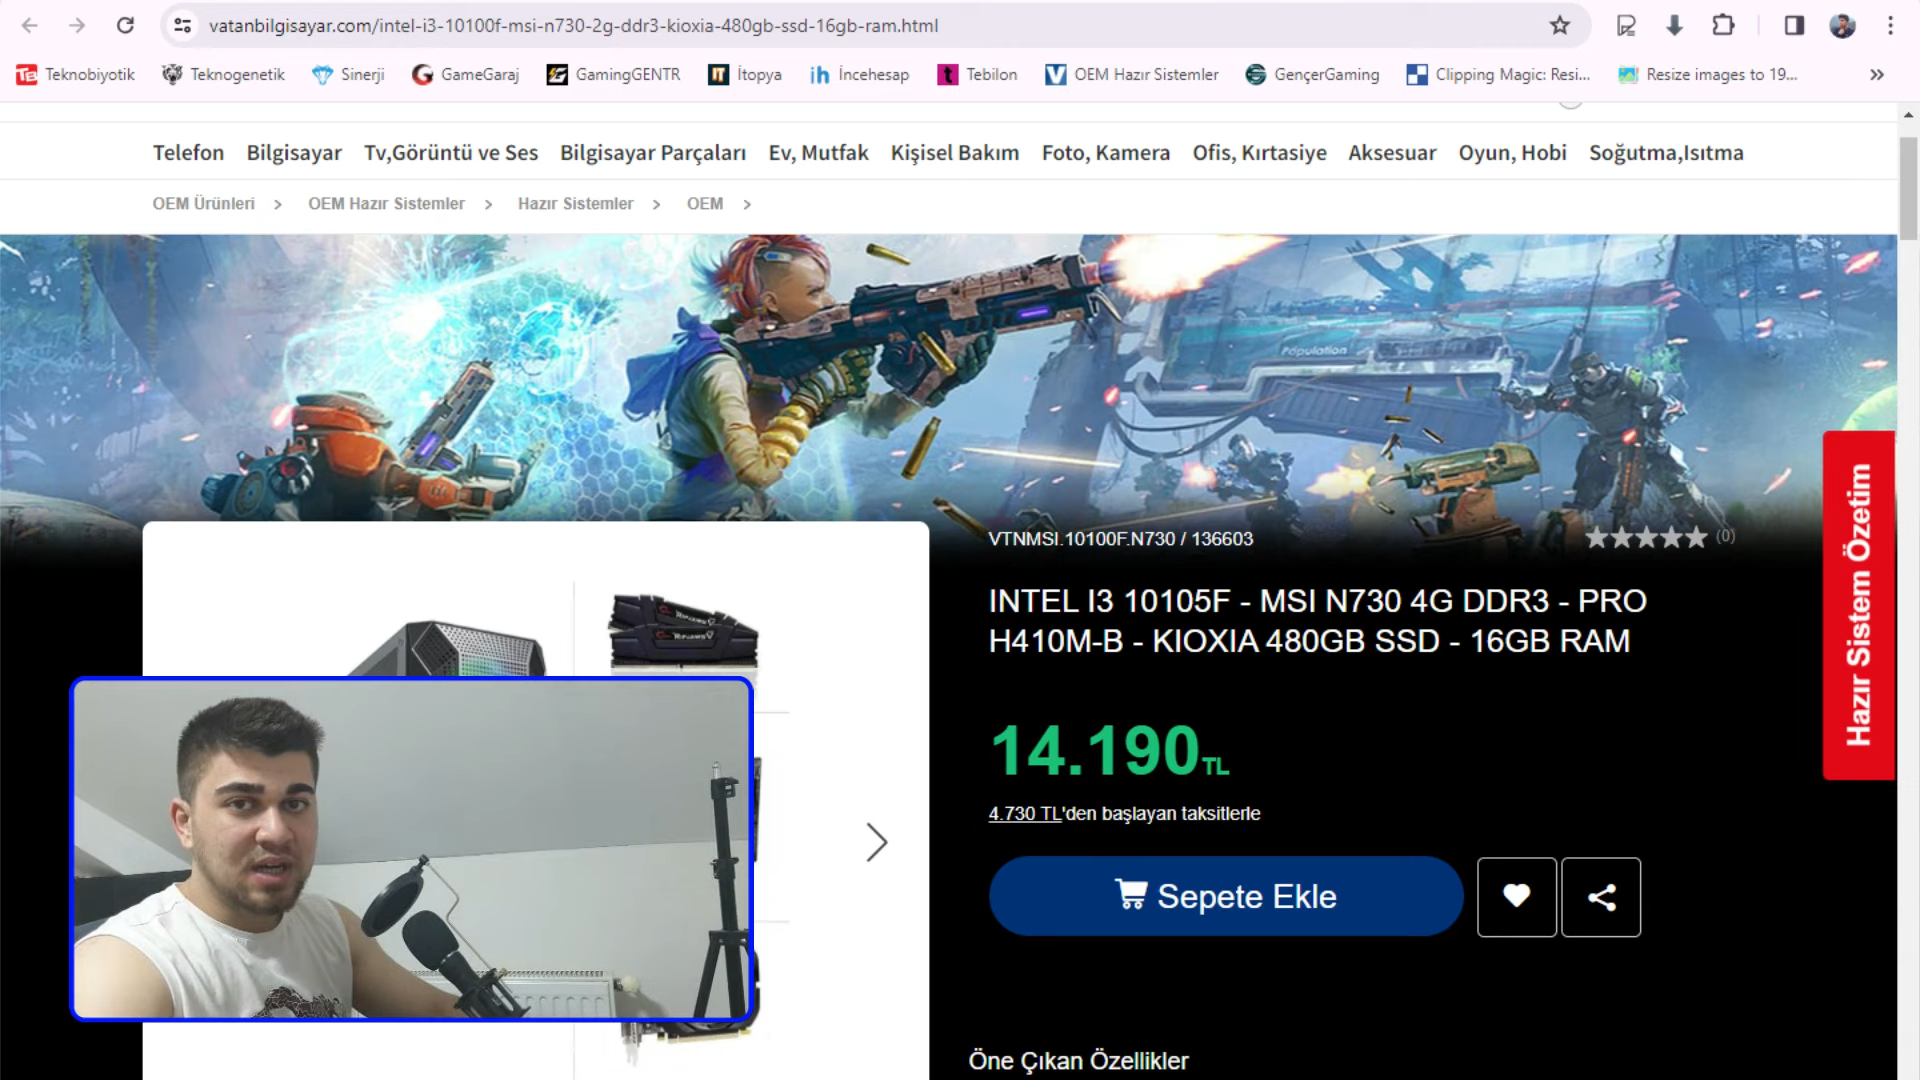 vatanbilgisayar.com/intel-i3-10100f-msi-n730-2g-ddr3-kioxia-480gb-ssd-16gb-ram.html
Teknobiyotik Teknogenetik Sinerji GameGaraj GamingGENTR İtopya İncehesap Tebilon OEM Hazır Sistemler GençerGaming Clipping Magic: Resi... Resize images to 19...
Telefon Bilgisayar Tv,Görüntü ve Ses Bilgisayar Parçaları Ev, Mutfak Kişisel Bakım Foto, Kamera Ofis, Kırtasiye Aksesuar Oyun, Hobi Soğutma,Isıtma
OEM Ürünleri > OEM Hazır Sistemler > Hazır Sistemler > OEM >
Population
VTNMSI.10100F.N730 / 136603
(0)
INTEL I3 10105F - MSI N730 4G DDR3 - PRO
H410M-B - KIOXIA 480GB SSD - 16GB RAM
14.190TL
4.730 TL'den başlayan taksitlerle
Sepete Ekle
Öne Çıkan Özellikler
Hazır Sistem Özetim